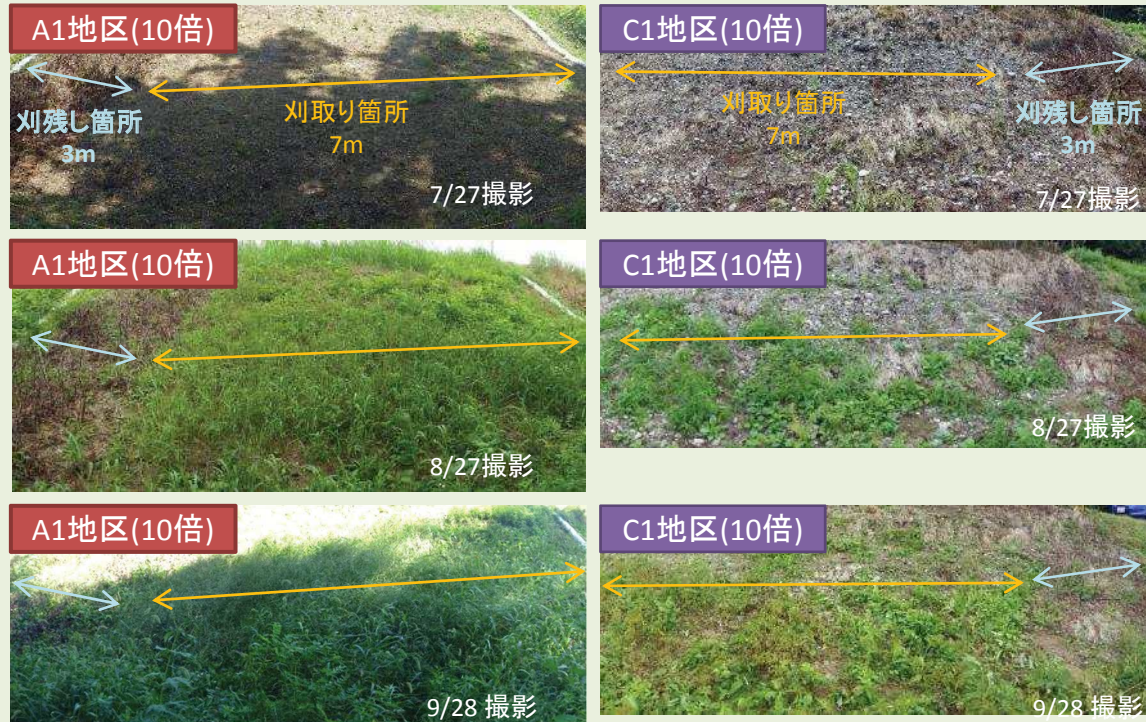 A1地区(10倍)
刈残し箇所
3m
刈取り箇所
7m
7/27撮影
C1地区(10倍)
刈取り箇所
7m
刈残し箇所
3m
7/27撮影
A1地区(10倍)
8/27撮影
C1地区(10倍)
8/27撮影
A1地区(10倍)
9/28 撮影
C1地区(10倍)
9/28 撮影